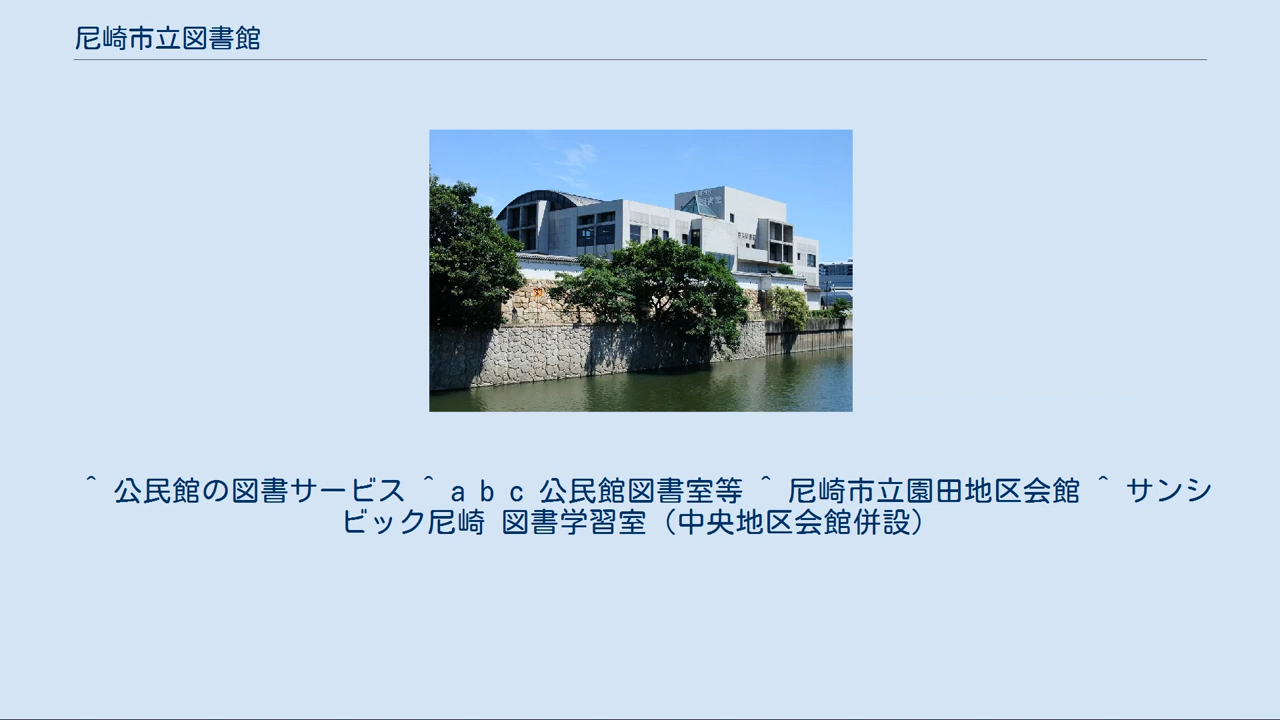 尼崎市立図書館
^ 公民館の図書サービス ^ a b c 公民館図書室等 ^ 尼崎市立園田地区会館 ^ サンシ
ビック尼崎 図書学習室（中央地区会館併設）